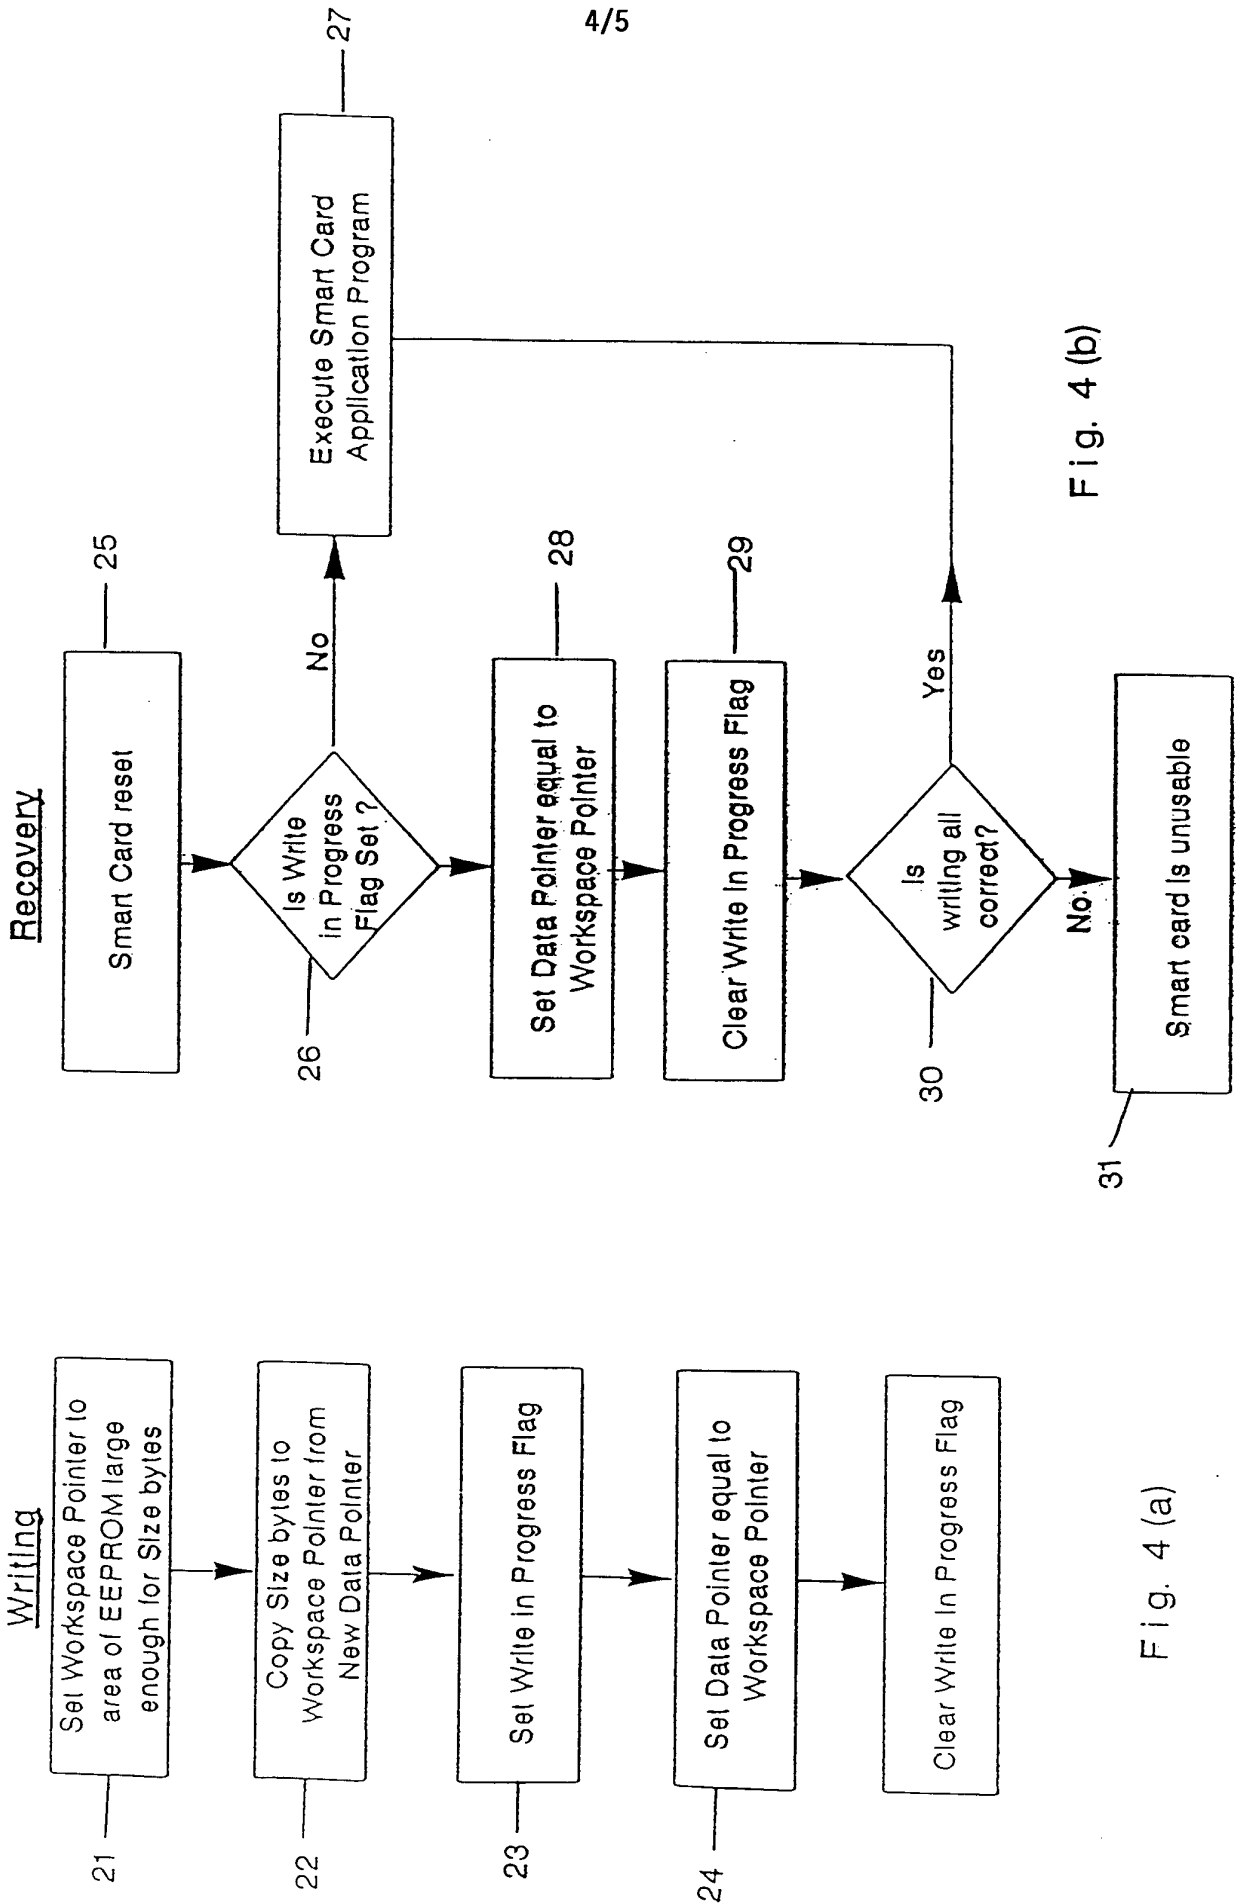 4/5
Writing
Set Workspace Pointer to
area of EEPROM large
enough for Size bytes
21
Copy Size bytes to
Workspace Pointer from
New Data Pointer
22
Set Write in Progress Flag
23
Set Data Pointer equal to
Workspace Pointer
24
Clear Write In Progress Flag
Fig. 4 (a)
Recovery
Smart Card reset
25
Is Write
in Progress
Flag Set ?
26
No
Execute Smart Card
Application Program
27
Set Data Pointer equal to
Workspace Pointer
28
Clear Write In Progress Flag
29
Is
writing all
correct?
30
Yes
No.
Smart card is unusable
31
Fig. 4 (b)